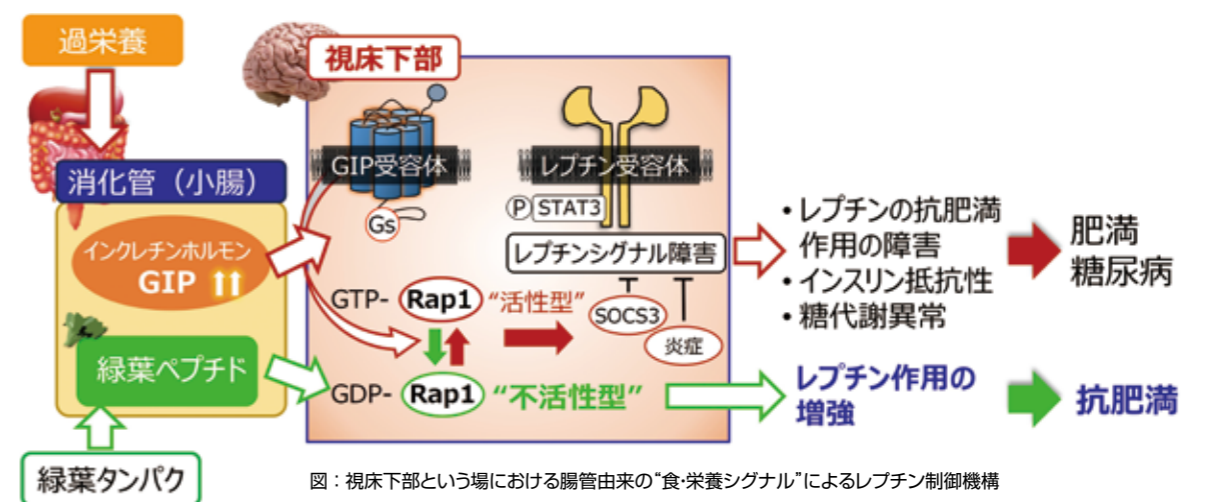 過栄養
視床下部
消化管（小腸）
インクレチンホルモン
GIP ⇧⇧
緑葉ペプチド
緑葉タンパク
GIP受容体
Gs
レプチン受容体
P STAT3
レプチンシグナル障害
GTP- Rap1 “活性型”
SOCS3
炎症
GDP- Rap1 “不活性型”
・レプチンの抗肥満
作用の障害
・インスリン抵抗性
・糖代謝異常
肥満
糖尿病
レプチン作用の
増強
抗肥満
図：視床下部という場における腸管由来の“食・栄養シグナル”によるレプチン制御機構